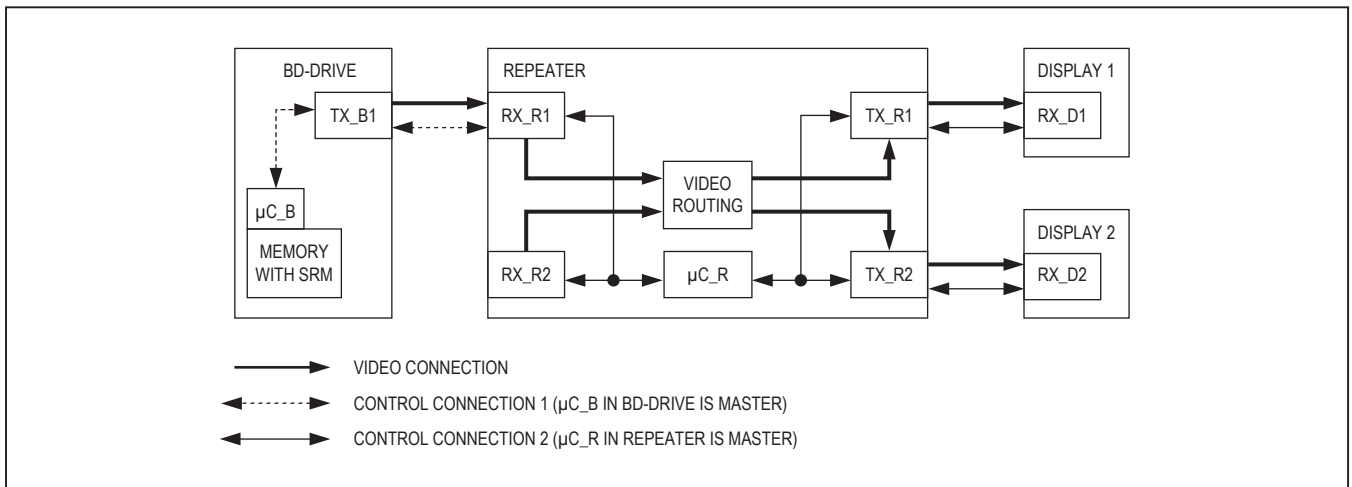 BD-DRIVE
TX_B1
µC_B
MEMORY
WITH SRM
REPEATER
RX_R1
RX_R2
VIDEO
ROUTING
µC_R
TX_R1
TX_R2
DISPLAY 1
RX_D1
DISPLAY 2
RX_D2
VIDEO CONNECTION
CONTROL CONNECTION 1 (µC_B IN BD-DRIVE IS MASTER)
CONTROL CONNECTION 2 (µC_R IN REPEATER IS MASTER)